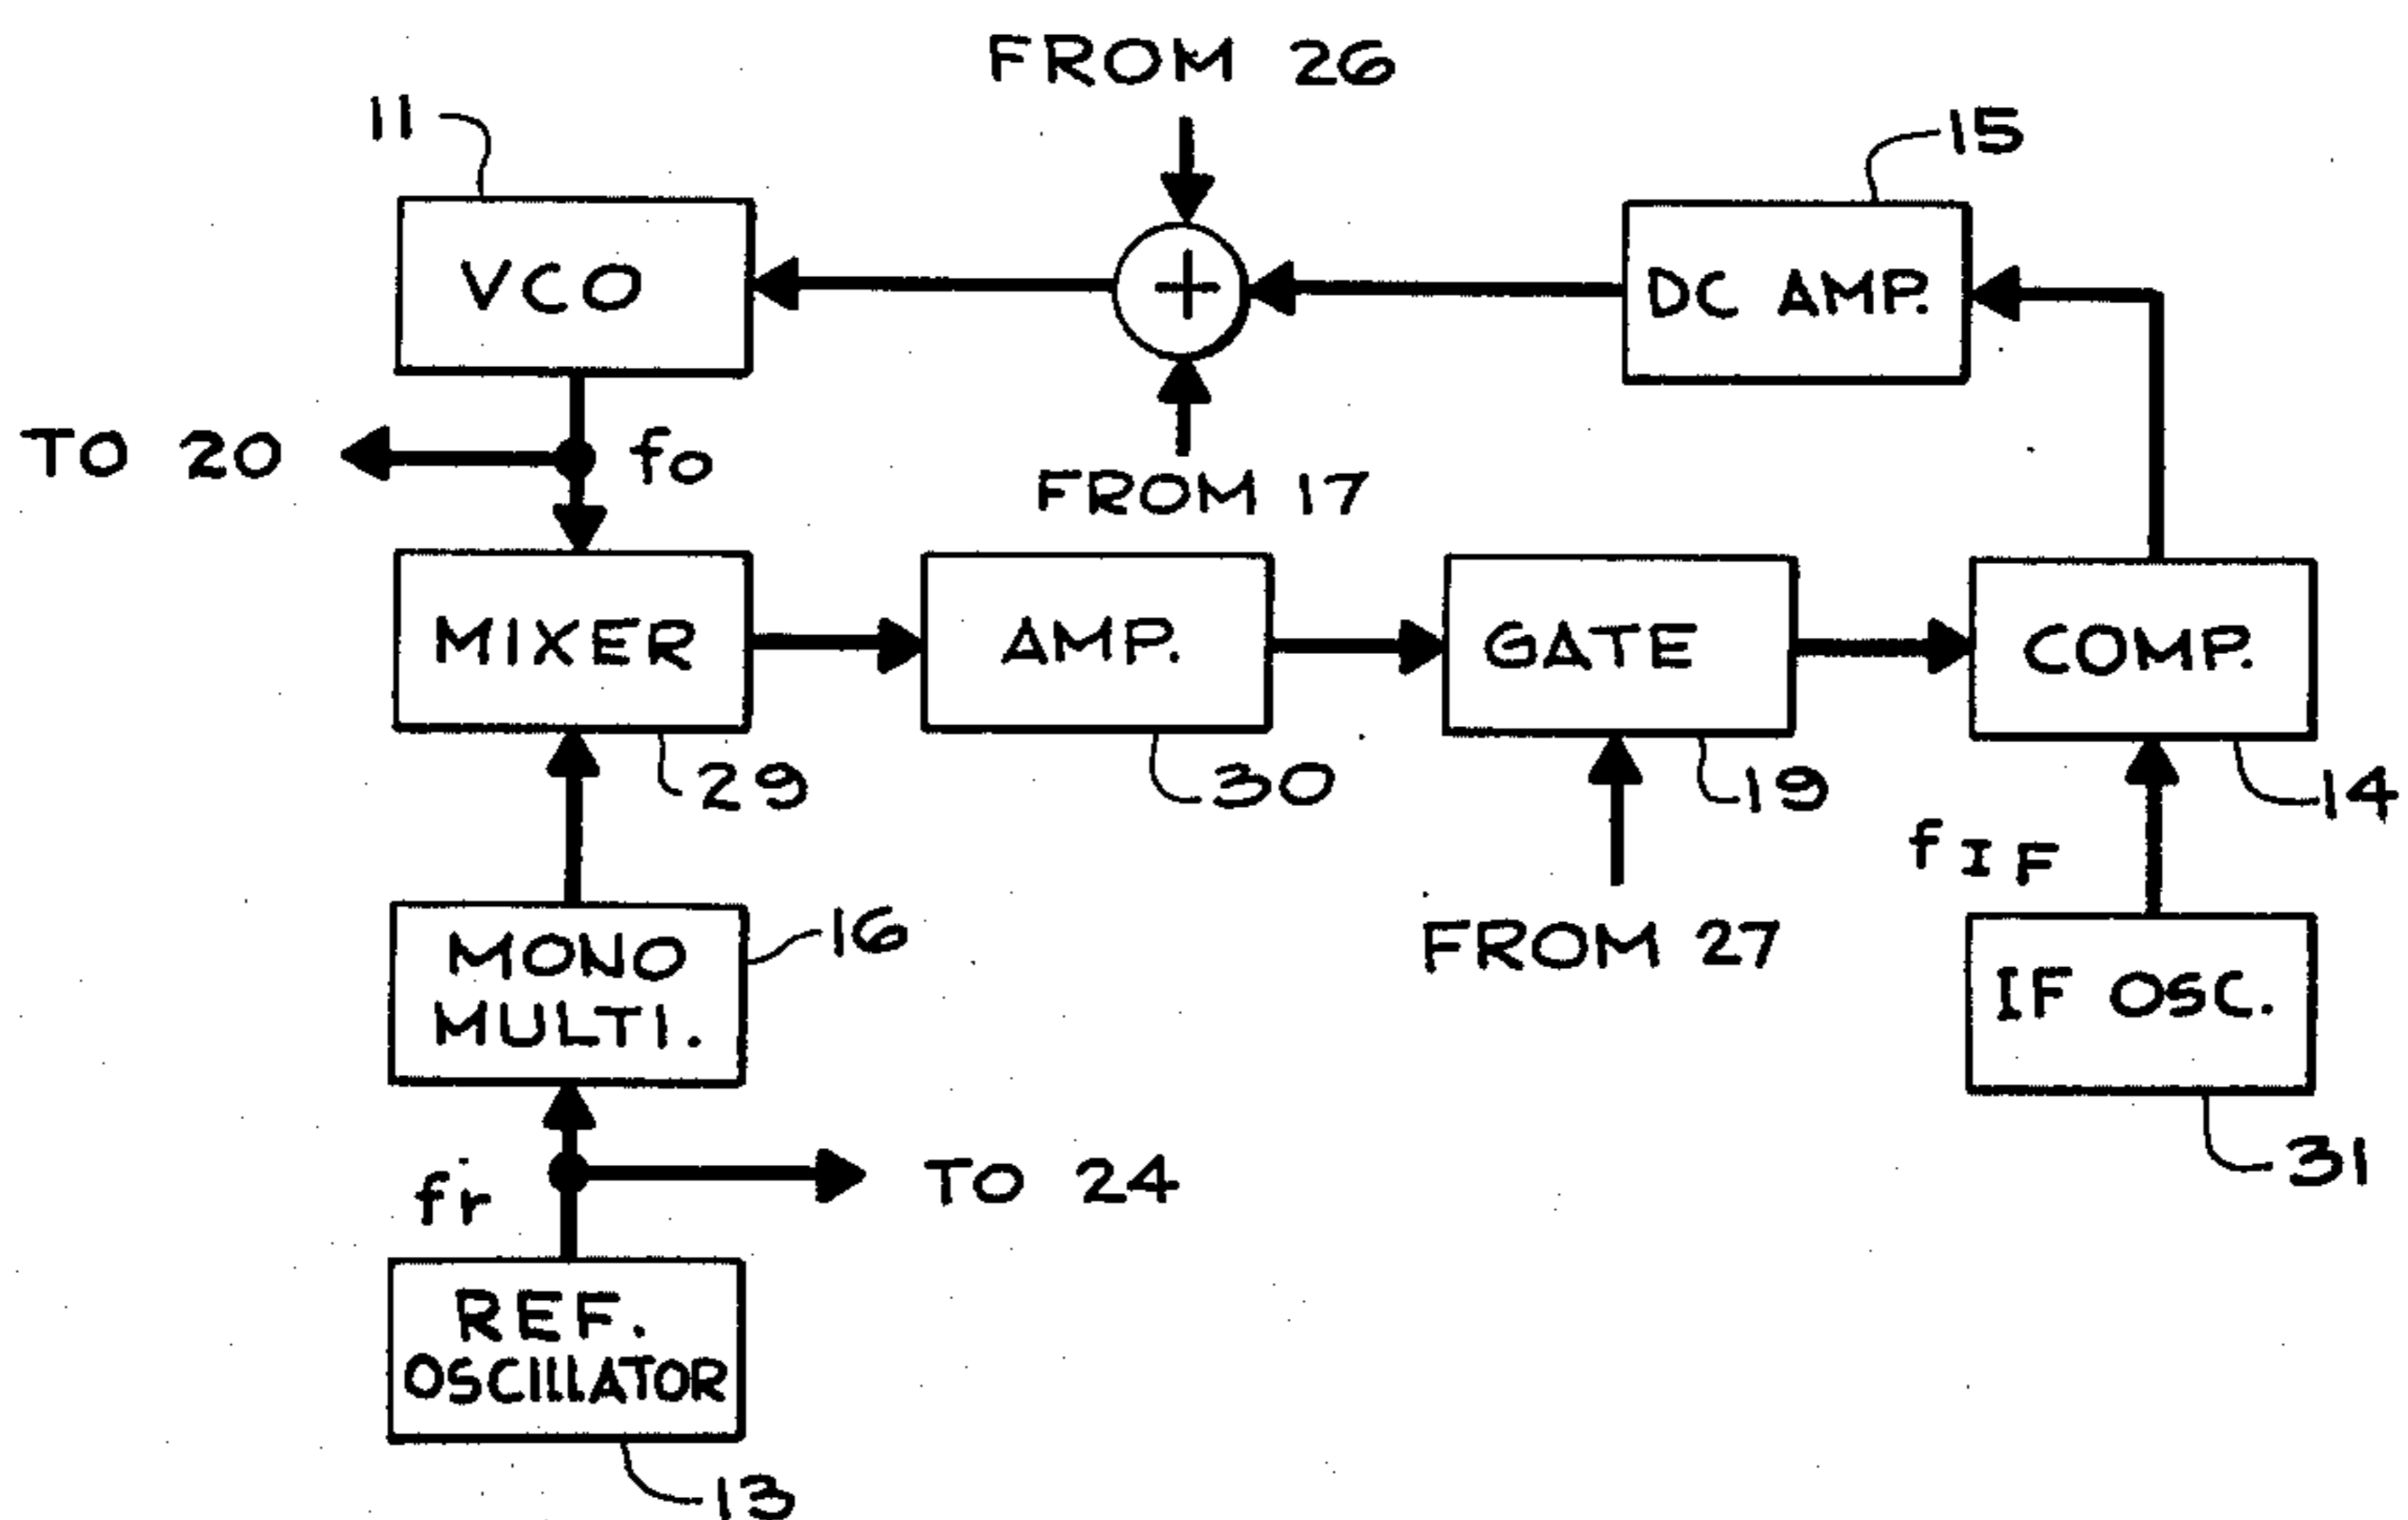 FROM 26
11
15
VCO
+
DC AMP.
TO 20
fo
FROM 17
MIXER
AMP.
GATE
COMP.
29
30
19
14
fIF
MONO
MULTI.
16
FROM 27
IF OSC.
fr
TO 24
31
REF.
OSCILLATOR
13